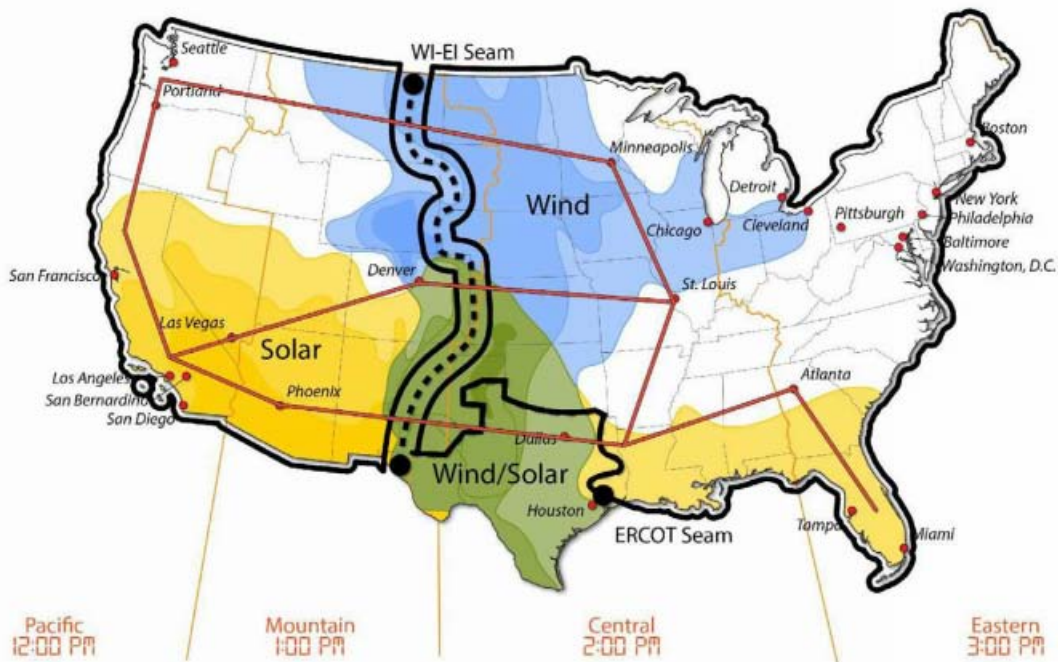 WI-EI Seam
Seattle
Portland
Minneapolis
Boston
Detroit
New York
Wind
Chicago
Cleveland
Pittsburgh
Philadelphia
Baltimore
Washington, D.C.
San Francisco
Denver
St. Louis
Las Vegas
Solar
Los Angeles
San Bernardino
San Diego
Phoenix
Atlanta
Dallas
Wind/Solar
Houston
ERCOT Seam
Tampa
Miami
Pacific
12:00 PM
Mountain
1:00 PM
Central
2:00 PM
Eastern
3:00 PM